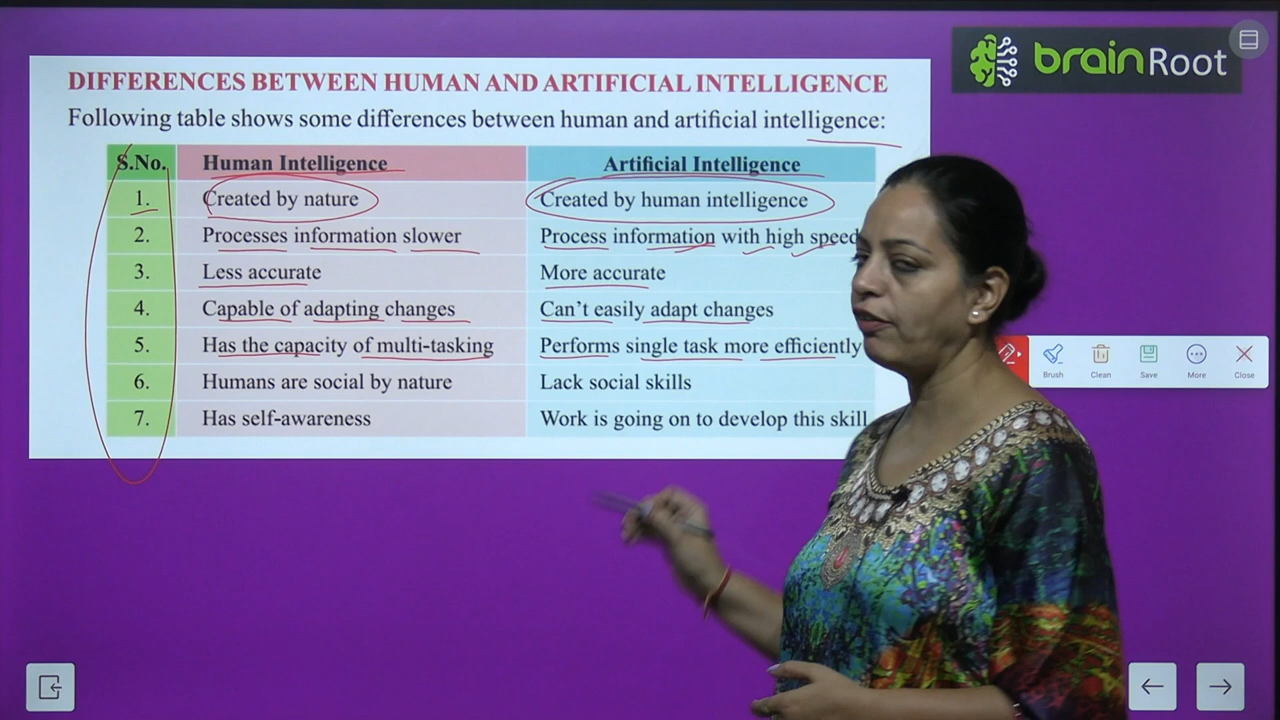 brainRoot
DIFFERENCES BETWEEN HUMAN AND ARTIFICIAL INTELLIGENCE
Following table shows some differences between human and artificial intelligence:
S.No. Human Intelligence Artificial Intelligence
1. Created by nature Created by human intelligence
2. Processes information slower Process information with high speed
3. Less accurate More accurate
4. Capable of adapting changes Can't easily adapt changes
5. Has the capacity of multi-tasking Performs single task more efficiently
6. Humans are social by nature Lack social skills
7. Has self-awareness Work is going on to develop this skill
Brush Clean Save More Close